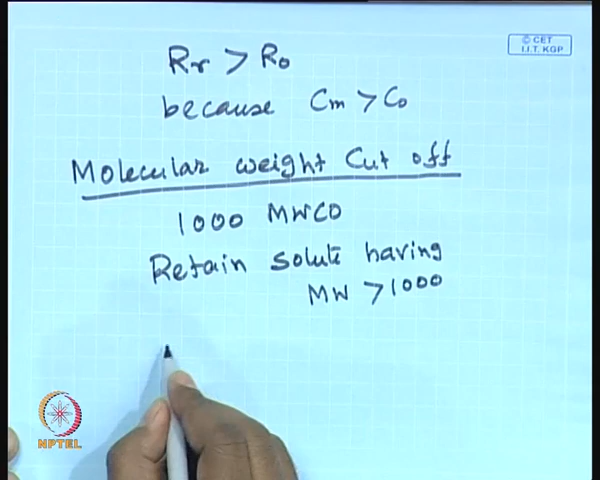 © CET
I.I.T. KGP
Rr > Ro
because Cm > Co
Molecular weight Cut off
1000 MWCO
Retain solute having
MW > 1000
NPTEL